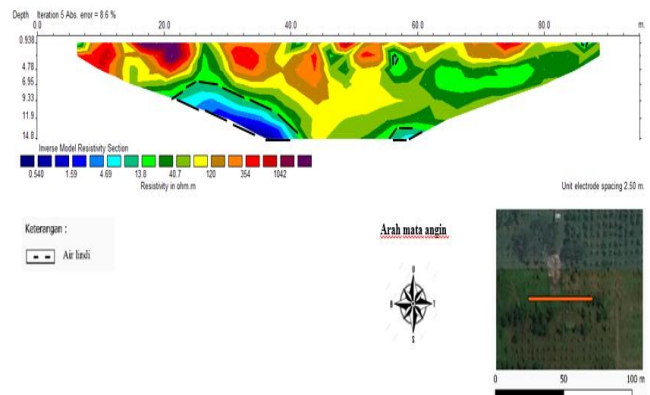 Depth Iteration 5 Abs. error = 8.6 %
0.0 20.0 40.0 60.0 80.0 m.
0.938
4.78
6.95
9.33
11.9
14.8
Inverse Model Resistivity Section
0.540 1.59 4.69 13.8 40.7 120 354 1042
Resistivity in ohm.m
Unit electrode spacing 2.50 m.
Keterangan :
Air lindi
Arah mata angin
U
B T
S
0 50 100 m